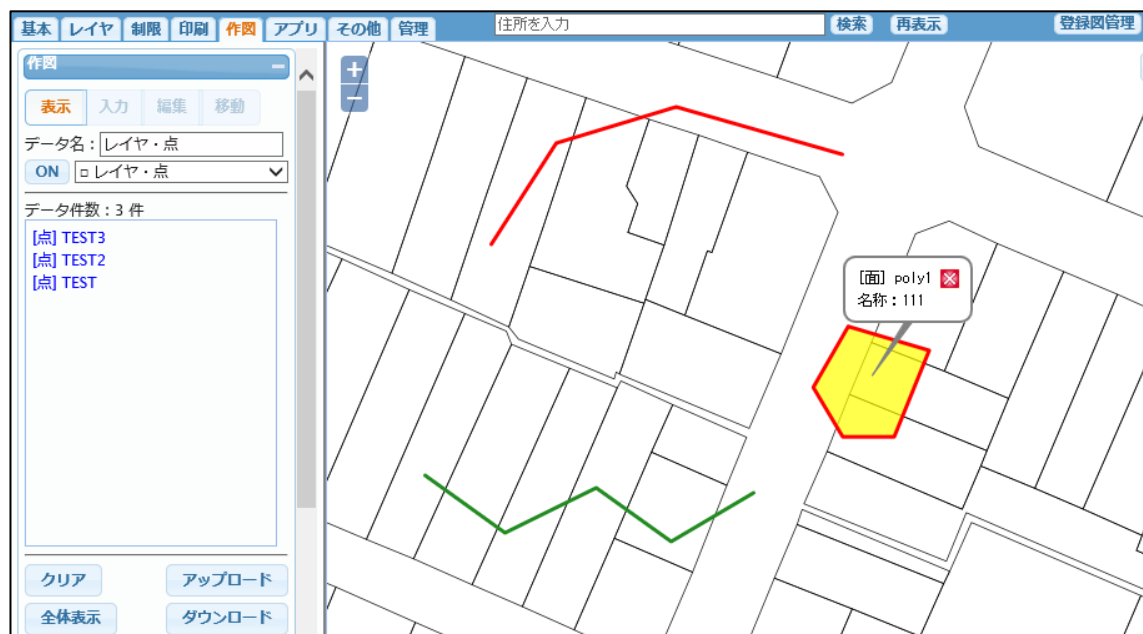 基本 レイヤ 制限 印刷 作図 アプリ その他 管理 住所を入力 検索 再表示 登録図管理
作図
表示 入力 編集 移動
データ名：レイヤ・点
ON □ レイヤ・点
データ件数：3 件
[点] TEST3
[点] TEST2
[点] TEST
クリア アップロード
全体表示 ダウンロード
+
−
[面] poly1
名称：111